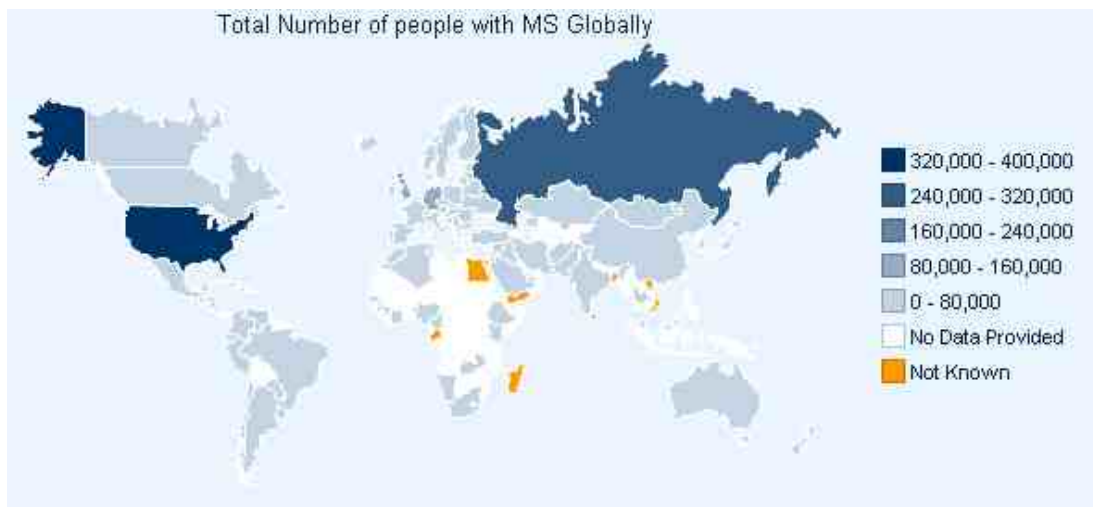 Total Number of people with MS Globally
320,000 - 400,000
240,000 - 320,000
160,000 - 240,000
80,000 - 160,000
0 - 80,000
No Data Provided
Not Known